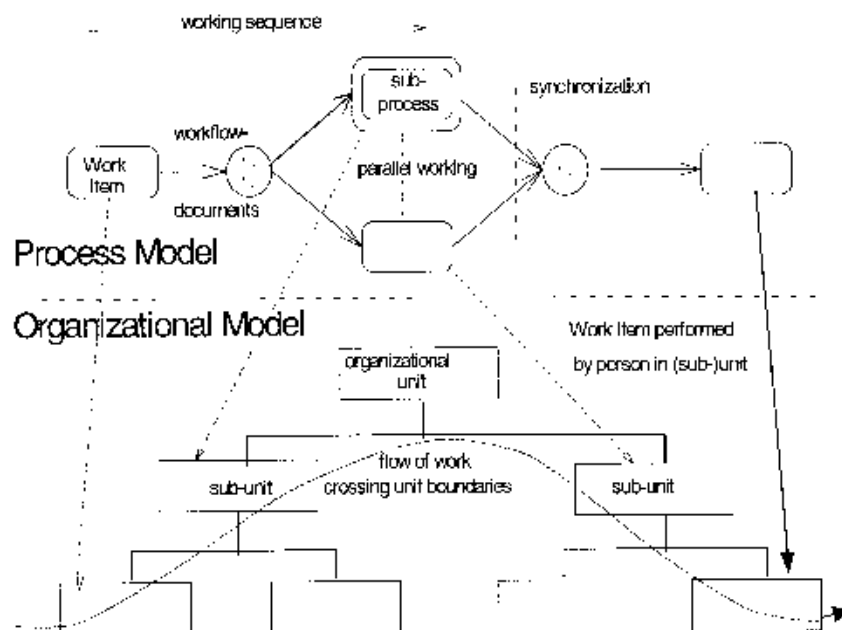 working sequence
sub-
process
synchronization
workflow-
Work
Item
parallel working
documents
Process Model
Organizational Model
Work Item performed
by person in (sub-)unit
organizational
unit
flow of work
crossing unit boundaries
sub-unit
sub-unit